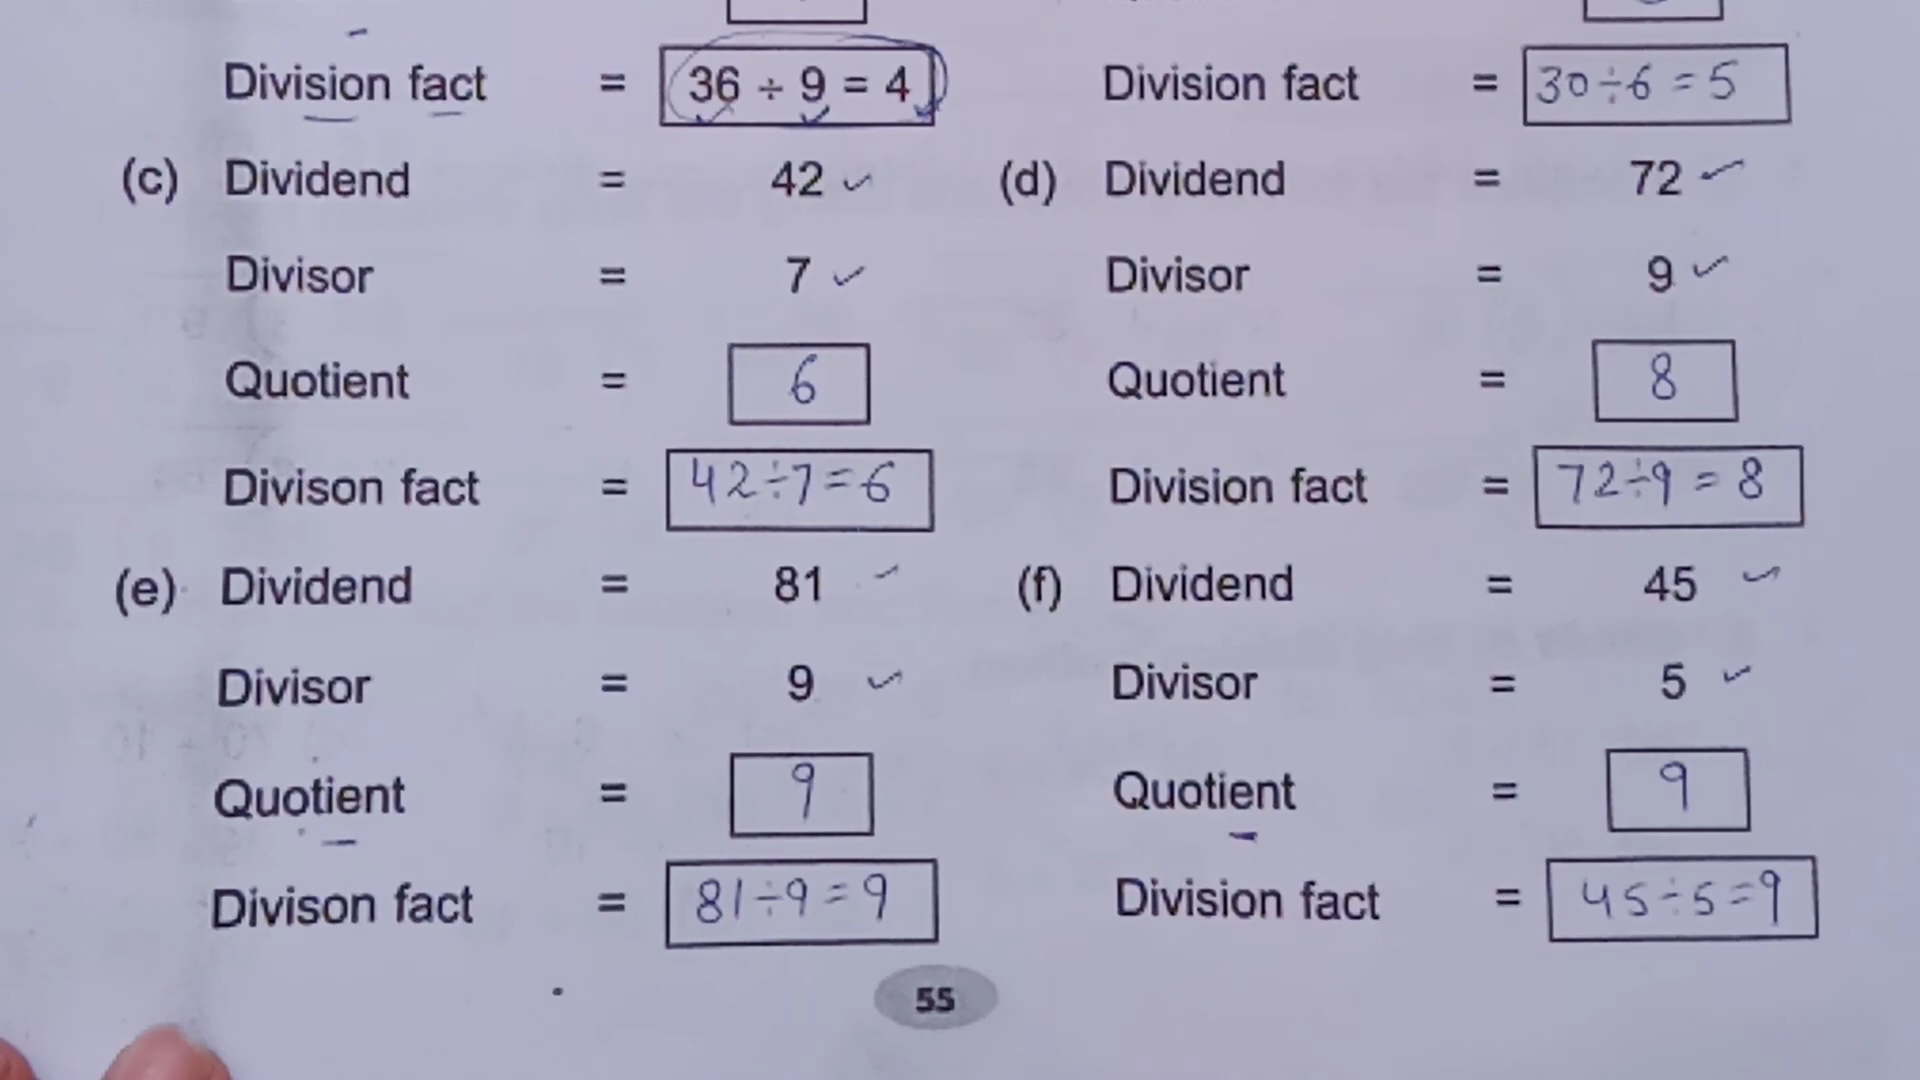 Division fact = 36 ÷ 9 = 4 Division fact = 30÷6 = 5
(c) Dividend = 42 (d) Dividend = 72
Divisor = 7 Divisor = 9
Quotient = 6 Quotient = 8
Divison fact = 42÷7=6 Division fact = 72÷9 = 8
(e) Dividend = 81 (f) Dividend = 45
Divisor = 9 Divisor = 5
Quotient = 9 Quotient = 9
Divison fact = 81÷9=9 Division fact = 45÷5=9
55